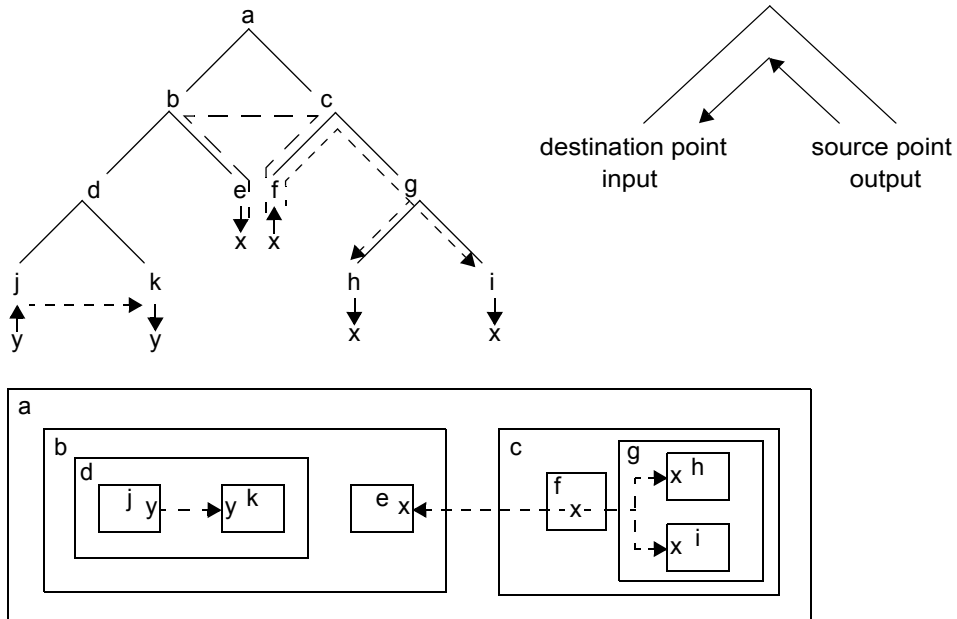 a
b c
destination point source point
input output
d e f g
x x
j k h i
y y x x
a
b c
d g
j y y k e x f x x h
x i